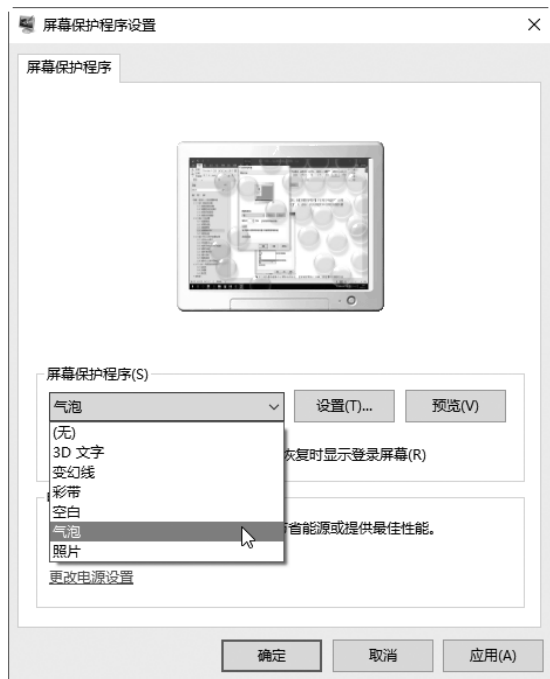 屏幕保护程序设置
屏幕保护程序
屏幕保护程序(S)
气泡
设置(T)...
预览(V)
(无)
3D 文字
变幻线
彩带
空白
气泡
照片
恢复时显示登录屏幕(R)
省能源或提供最佳性能。
更改电源设置
确定
取消
应用(A)